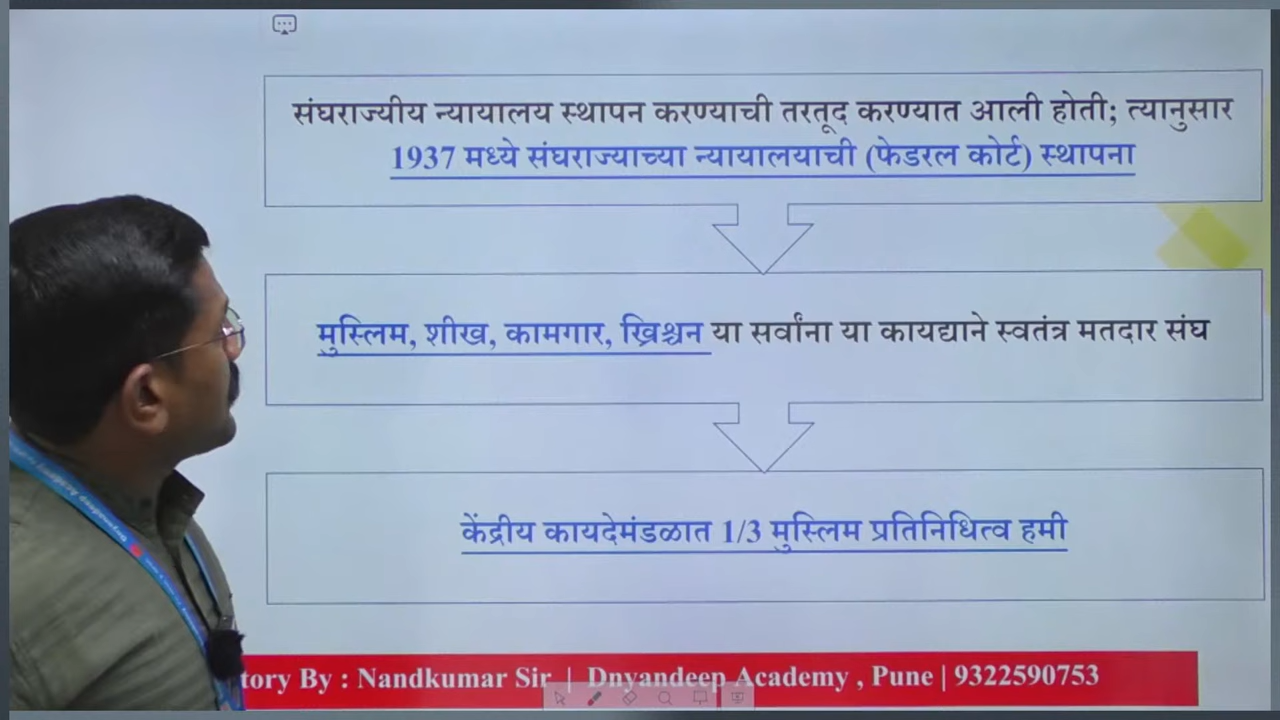 संघराज्यीय न्यायालय स्थापन करण्याची तरतूद करण्यात आली होती; त्यानुसार
1937 मध्ये संघराज्याच्या न्यायालयाची (फेडरल कोर्ट) स्थापना
मुस्लिम, शीख, कामगार, ख्रिश्चन या सर्वांना या कायद्याने स्वतंत्र मतदार संघ
केंद्रीय कायदेमंडळात 1/3 मुस्लिम प्रतिनिधित्व हमी
tory By : Nandkumar Sir | Dnyandeep Academy , Pune | 9322590753